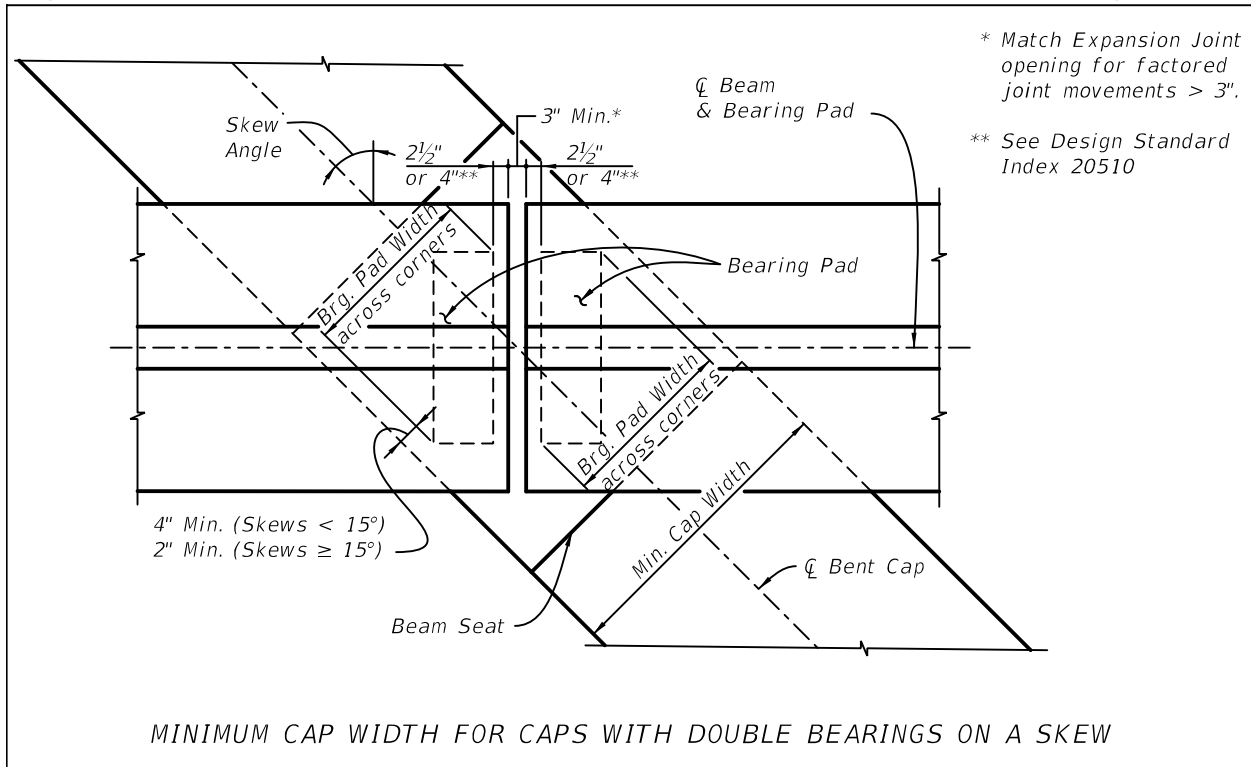 * Match Expansion Joint
opening for factored
joint movements > 3".
** See Design Standard
Index 20510
℄ Beam
& Bearing Pad
3" Min.*
Skew
Angle
2½"
or 4"**
2½"
or 4"**
Bearing Pad
Brg. Pad Width
across corners
Brg. Pad Width
across corners
Min. Cap Width
4" Min. (Skews < 15°)
2" Min. (Skews ≥ 15°)
℄ Bent Cap
Beam Seat
MINIMUM CAP WIDTH FOR CAPS WITH DOUBLE BEARINGS ON A SKEW